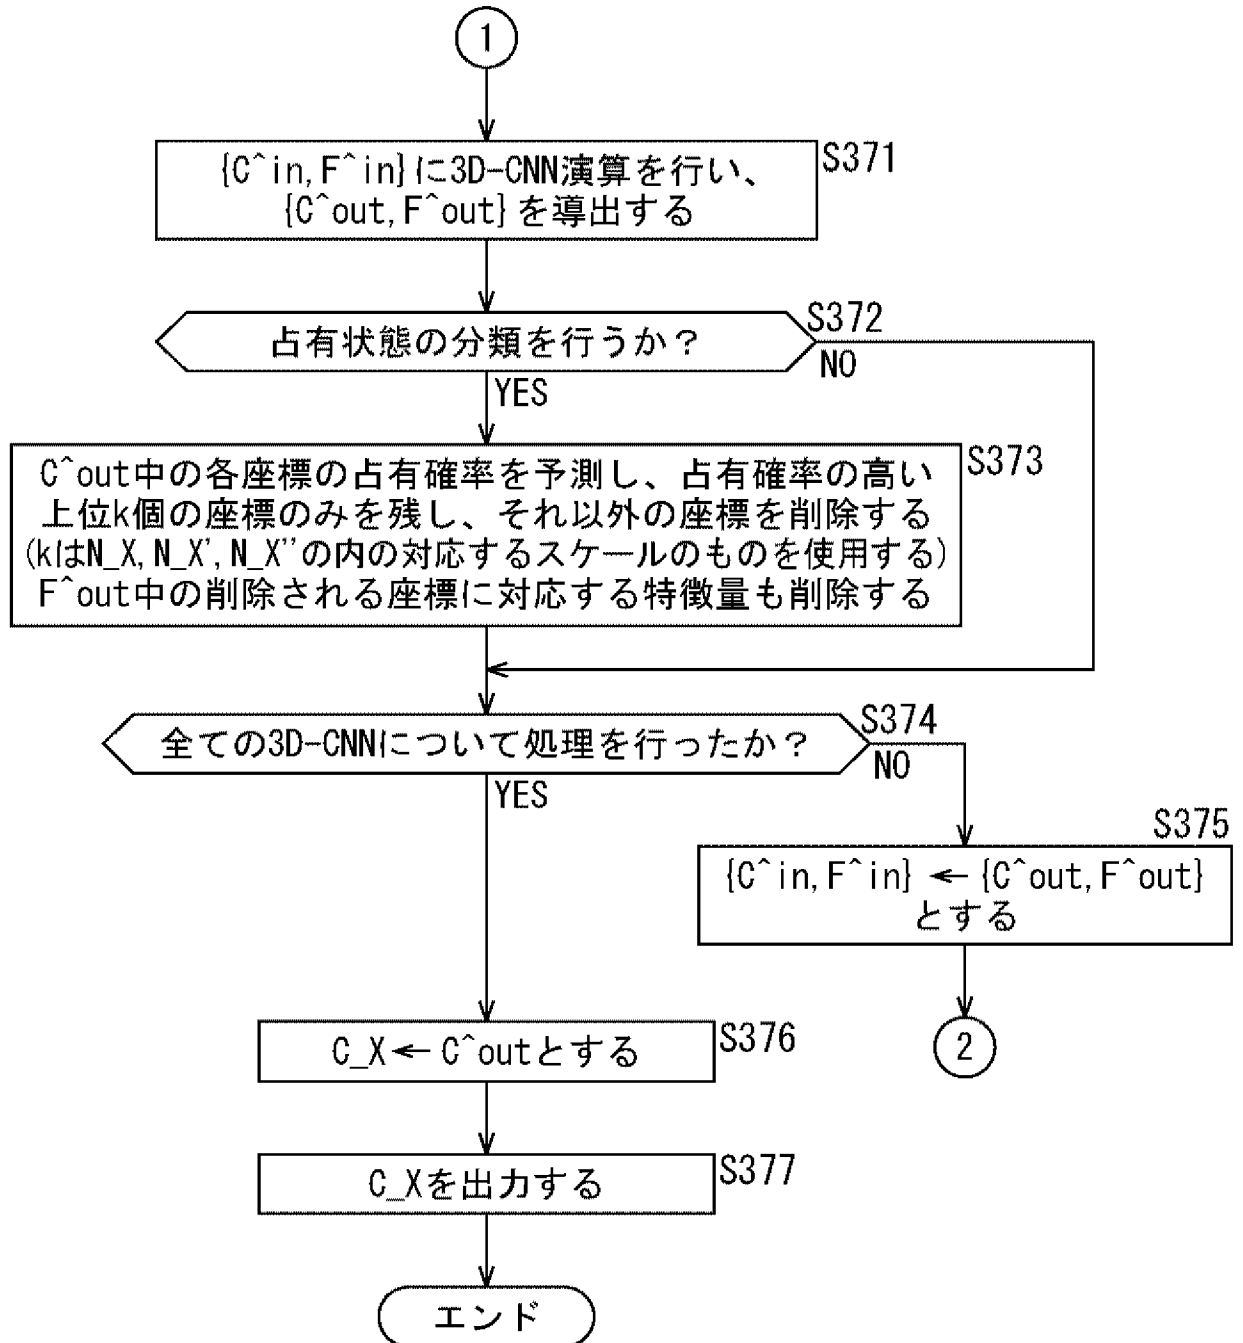 1
{C^in, F^in}に3D-CNN演算を行い、
{C^out, F^out}を導出する
S371
占有状態の分類を行うか？
S372
NO
YES
C^out中の各座標の占有確率を予測し、占有確率の高い
上位k個の座標のみを残し、それ以外の座標を削除する
(kはN_X, N_X', N_X''の内の対応するスケールのものを使用する)
F^out中の削除される座標に対応する特徴量も削除する
S373
全ての3D-CNNについて処理を行ったか？
S374
NO
YES
S375
{C^in, F^in} ← {C^out, F^out}
とする
2
C_X← C^outとする
S376
C_Xを出力する
S377
エンド